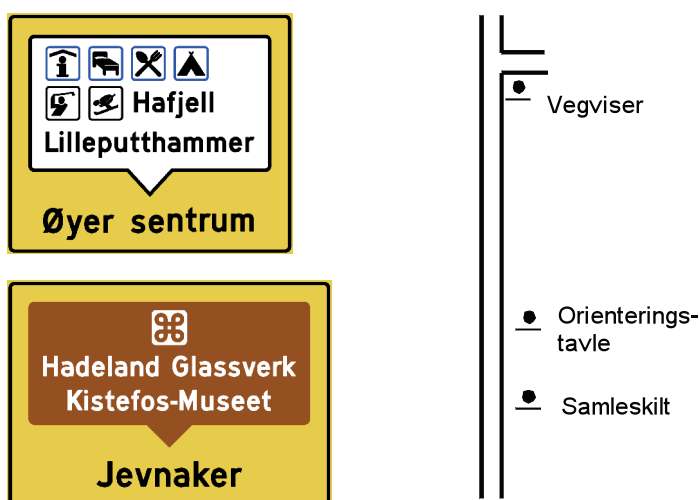 Hafjell
Lilleputthammer
Øyer sentrum
Hadeland Glassverk
Kistefos-Museet
Jevnaker
Vegviser
Orienterings-
tavle
Samleskilt